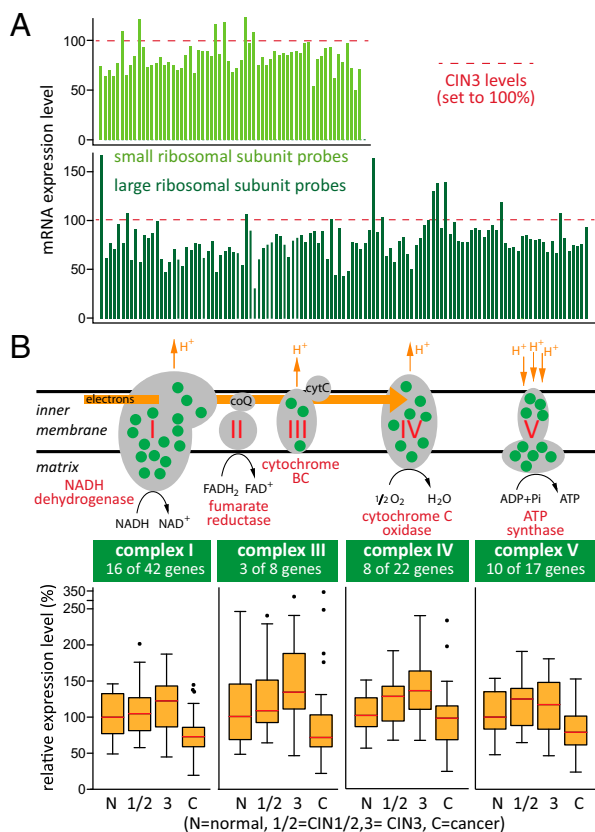 A
mRNA expression level
100
50
0
CIN3 levels
(set to 100%)
small ribosomal subunit probes
large ribosomal subunit probes
150
100
50
0
B
H+
H+
H+
H+ H+ H+
electrons
coQ
cytC
inner
membrane
matrix
I
II
III
IV
V
NADH
dehydrogenase
NADH NAD+
FADH2 FAD+
fumarate
reductase
cytochrome
BC
1/2O2 H2O
cytochrome C
oxidase
ADP+Pi ATP
ATP
synthase
complex I
16 of 42 genes
complex III
3 of 8 genes
complex IV
8 of 22 genes
complex V
10 of 17 genes
relative expression level (%)
350
300
250
200
150
100
50
0
N 1/2 3 C
N 1/2 3 C
N 1/2 3 C
N 1/2 3 C
(N=normal, 1/2=CIN1/2,3= CIN3, C=cancer)